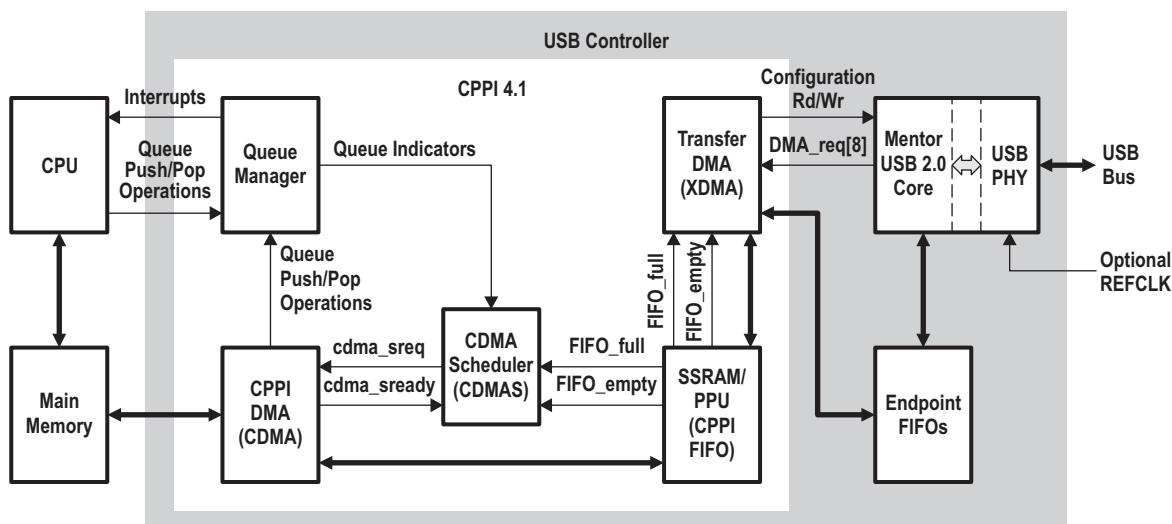 USB Controller
CPPI 4.1
Interrupts
CPU
Queue
Push/Pop
Operations
Queue
Manager
Queue Indicators
Transfer
DMA
(XDMA)
Configuration
Rd/Wr
DMA_req[8]
Mentor
USB 2.0
Core
USB
PHY
USB
Bus
Optional
REFCLK
Queue
Push/Pop
Operations
FIFO_full
FIFO_empty
Main
Memory
CPPI
DMA
(CDMA)
cdma_sreq
cdma_sready
CDMA
Scheduler
(CDMAS)
FIFO_full
FIFO_empty
SSRAM/
PPU
(CPPI
FIFO)
Endpoint
FIFOs